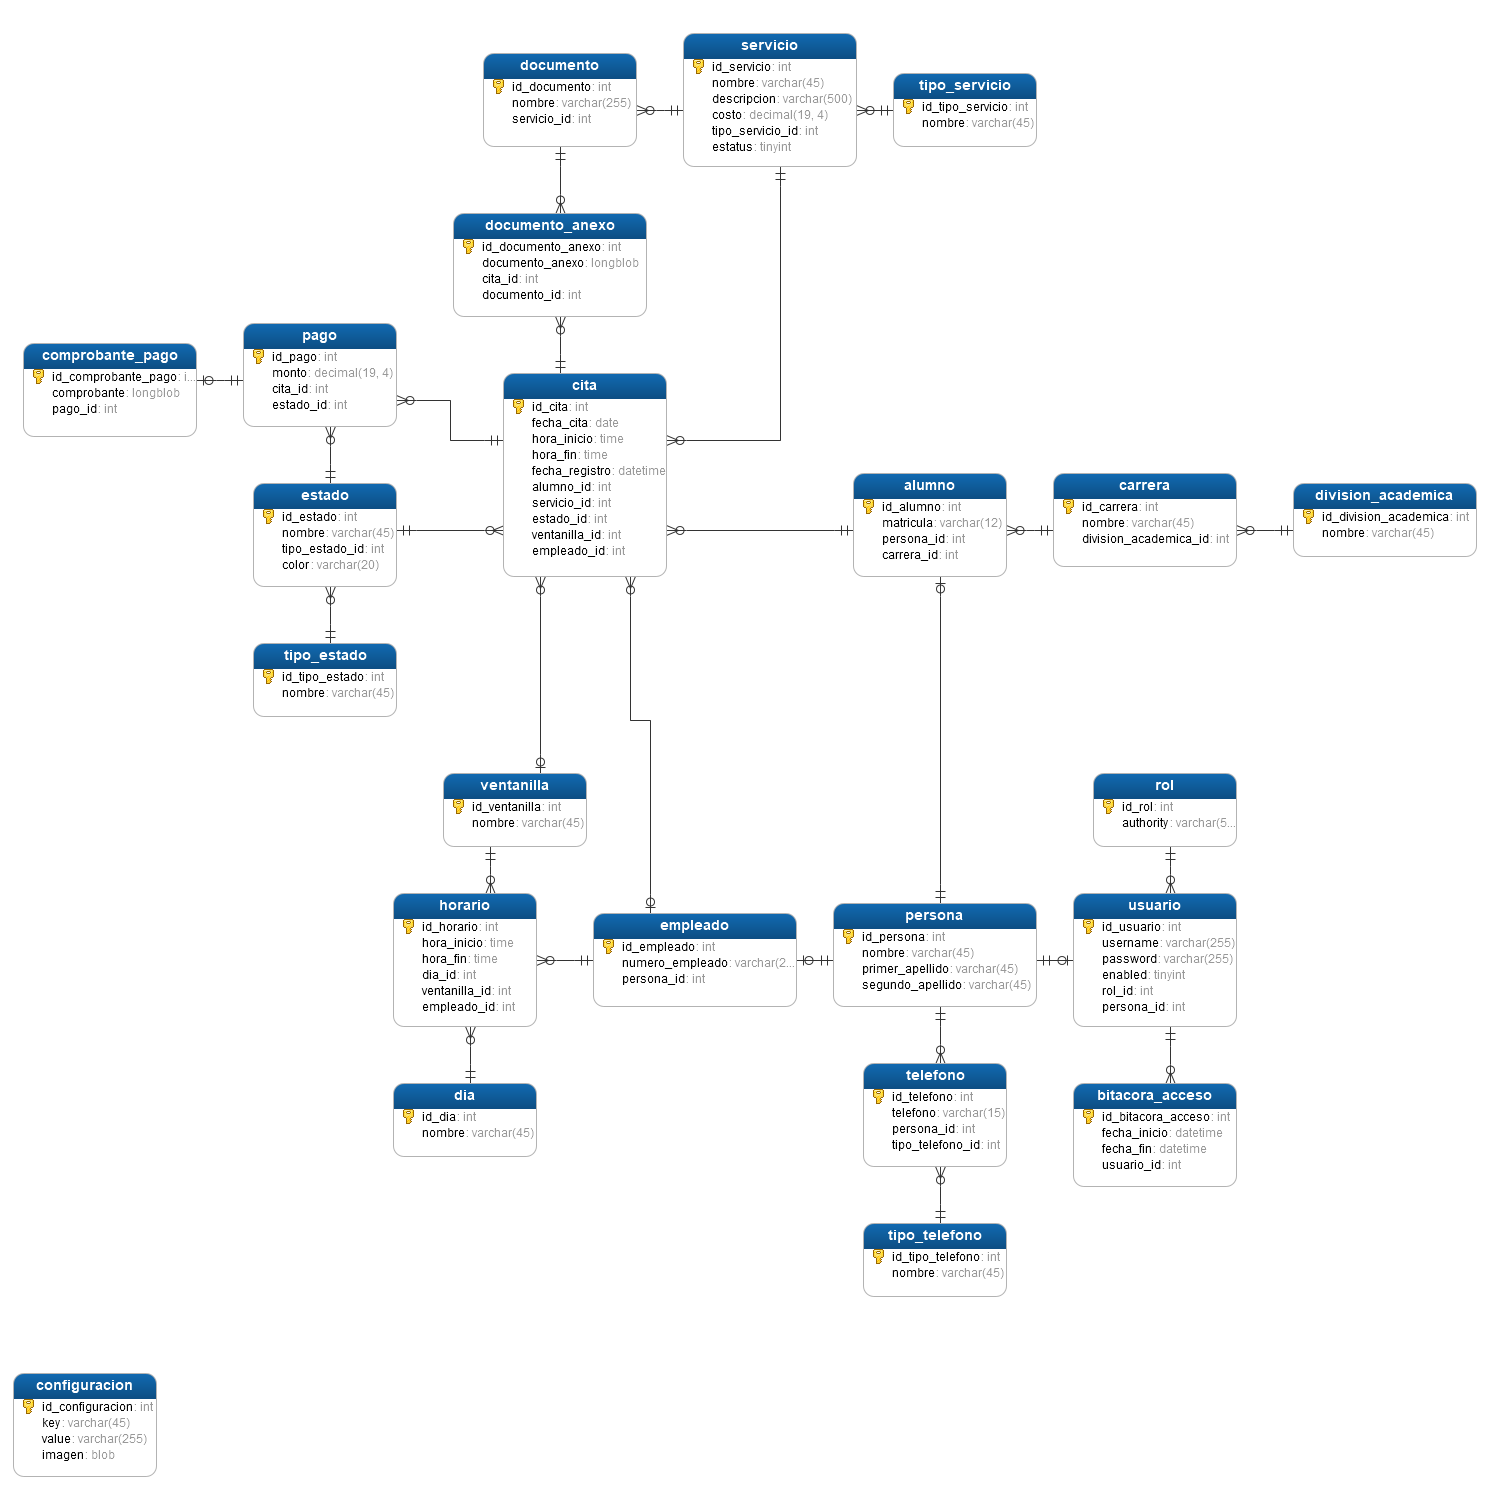 servicio
id_servicio: int
nombre: varchar(45)
descripcion: varchar(500)
costo: decimal(19, 4)
tipo_servicio_id: int
estatus: tinyint
documento
id_documento: int
nombre: varchar(255)
servicio_id: int
tipo_servicio
id_tipo_servicio: int
nombre: varchar(45)
documento_anexo
id_documento_anexo: int
documento_anexo: longblob
cita_id: int
documento_id: int
pago
id_pago: int
monto: decimal(19, 4)
cita_id: int
estado_id: int
comprobante_pago
id_comprobante_pago: i...
comprobante: longblob
pago_id: int
cita
id_cita: int
fecha_cita: date
hora_inicio: time
hora_fin: time
fecha_registro: datetime
alumno_id: int
servicio_id: int
estado_id: int
ventanilla_id: int
empleado_id: int
alumno
id_alumno: int
matricula: varchar(12)
persona_id: int
carrera_id: int
carrera
id_carrera: int
nombre: varchar(45)
division_academica_id: int
division_academica
id_division_academica: int
nombre: varchar(45)
estado
id_estado: int
nombre: varchar(45)
tipo_estado_id: int
color: varchar(20)
tipo_estado
id_tipo_estado: int
nombre: varchar(45)
ventanilla
id_ventanilla: int
nombre: varchar(45)
rol
id_rol: int
authority: varchar(5...
horario
id_horario: int
hora_inicio: time
hora_fin: time
dia_id: int
ventanilla_id: int
empleado_id: int
empleado
id_empleado: int
numero_empleado: varchar(2...
persona_id: int
persona
id_persona: int
nombre: varchar(45)
primer_apellido: varchar(45)
segundo_apellido: varchar(45)
usuario
id_usuario: int
username: varchar(255)
password: varchar(255)
enabled: tinyint
rol_id: int
persona_id: int
telefono
id_telefono: int
telefono: varchar(15)
persona_id: int
tipo_telefono_id: int
dia
id_dia: int
nombre: varchar(45)
bitacora_acceso
id_bitacora_acceso: int
fecha_inicio: datetime
fecha_fin: datetime
usuario_id: int
tipo_telefono
id_tipo_telefono: int
nombre: varchar(45)
configuracion
id_configuracion: int
key: varchar(45)
value: varchar(255)
imagen: blob